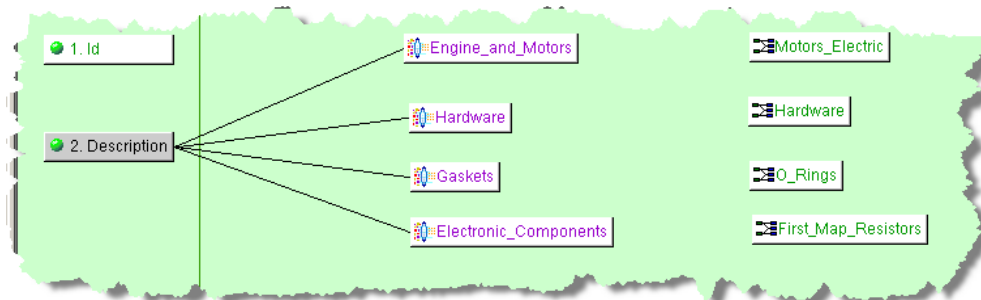 1. Id
Engine_and_Motors
Motors_Electric
Hardware
Hardware
2. Description
Gaskets
O_Rings
Electronic_Components
First_Map_Resistors